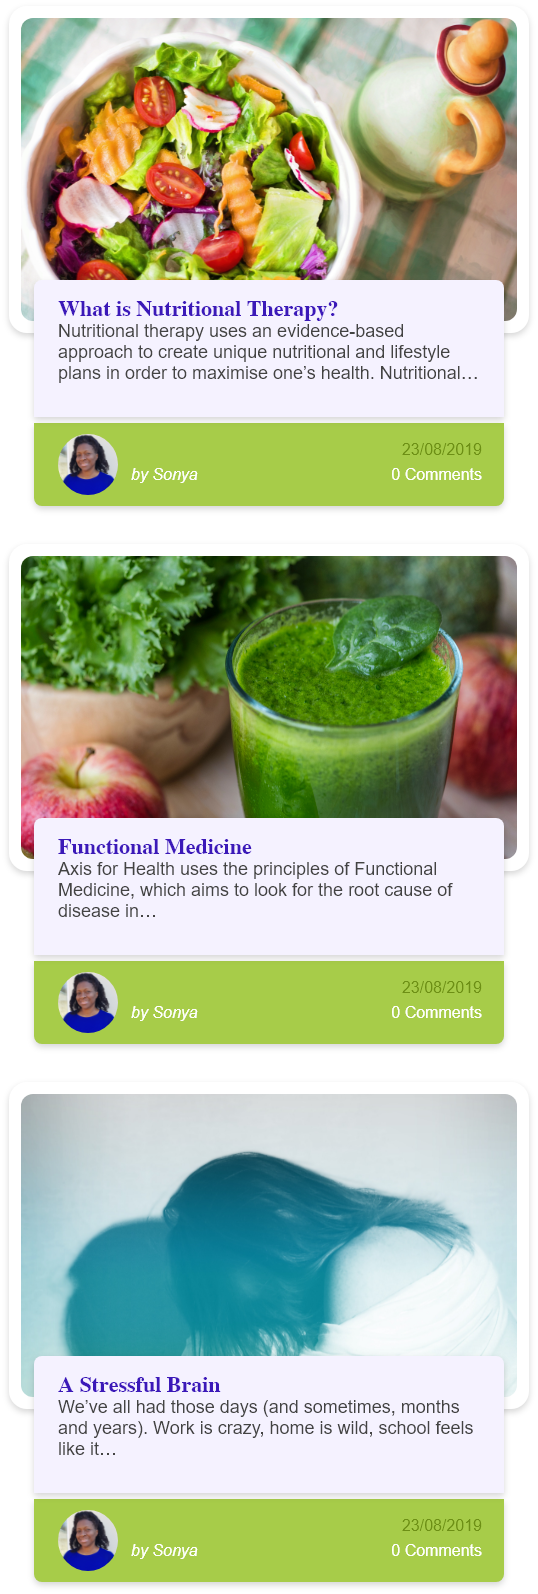 What is Nutritional Therapy?
Nutritional therapy uses an evidence-based
approach to create unique nutritional and lifestyle
plans in order to maximise one’s health. Nutritional…
23/08/2019
by Sonya
0 Comments
Functional Medicine
Axis for Health uses the principles of Functional
Medicine, which aims to look for the root cause of
disease in…
23/08/2019
by Sonya
0 Comments
A Stressful Brain
We’ve all had those days (and sometimes, months
and years). Work is crazy, home is wild, school feels
like it…
23/08/2019
by Sonya
0 Comments